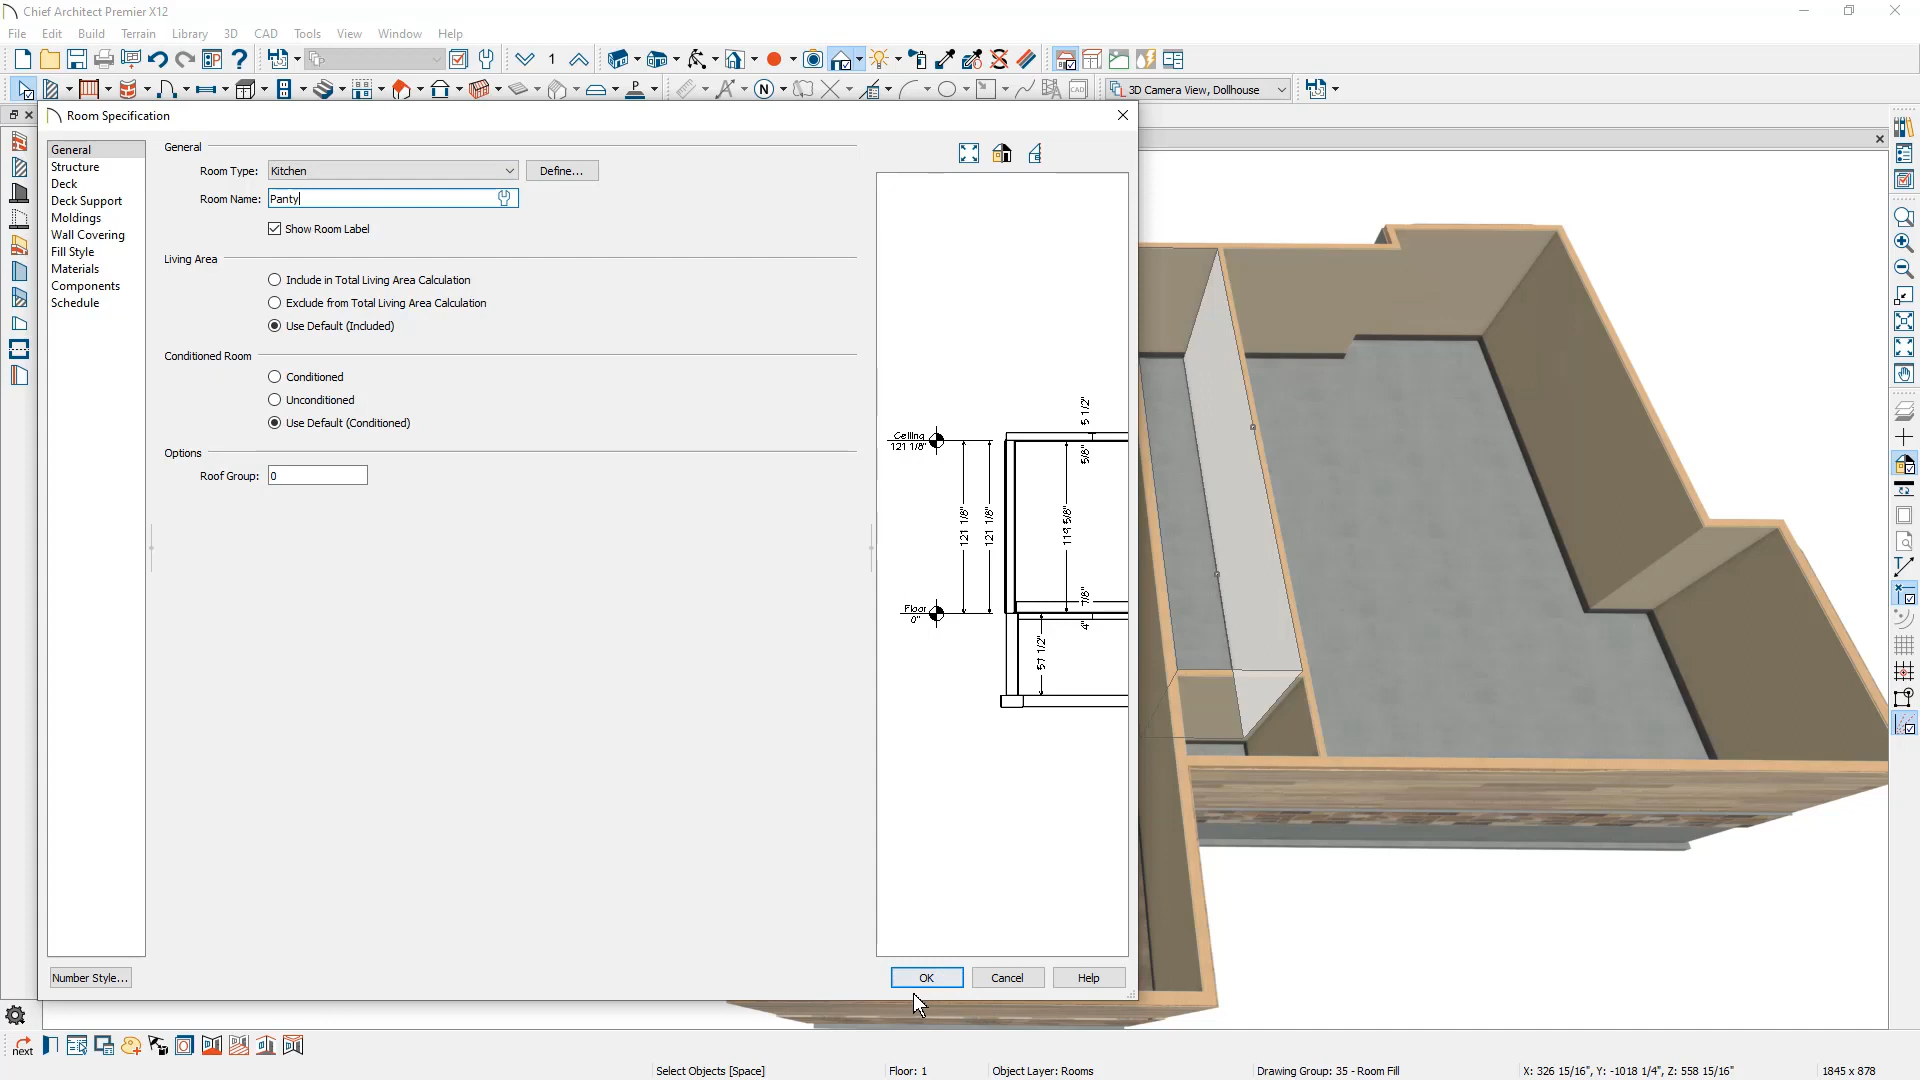 Chief Architect Premier X12
File Edit Build Terrain Library 3D CAD Tools View Window Help
1
3D Camera View, Dollhouse
Room Specification
General
Structure
Deck
Deck Support
Moldings
Wall Covering
Fill Style
Materials
Components
Schedule
General
Room Type: Kitchen Define...
Room Name: Panty
Show Room Label
Living Area
Include in Total Living Area Calculation
Exclude from Total Living Area Calculation
Use Default (Included)
Conditioned Room
Conditioned
Unconditioned
Use Default (Conditioned)
Options
Roof Group: 0
5 1/2"
Ceiling
121 1/8"
5/8"
121 1/8"
121 1/8"
119 5/8"
7/8"
Floor
0"
4"
57 1/2"
Number Style...
OK Cancel Help
next
Select Objects [Space] Floor: 1 Object Layer: Rooms Drawing Group: 35 - Room Fill X: 326 15/16", Y: -1018 1/4", Z: 558 15/16" 1845 x 878